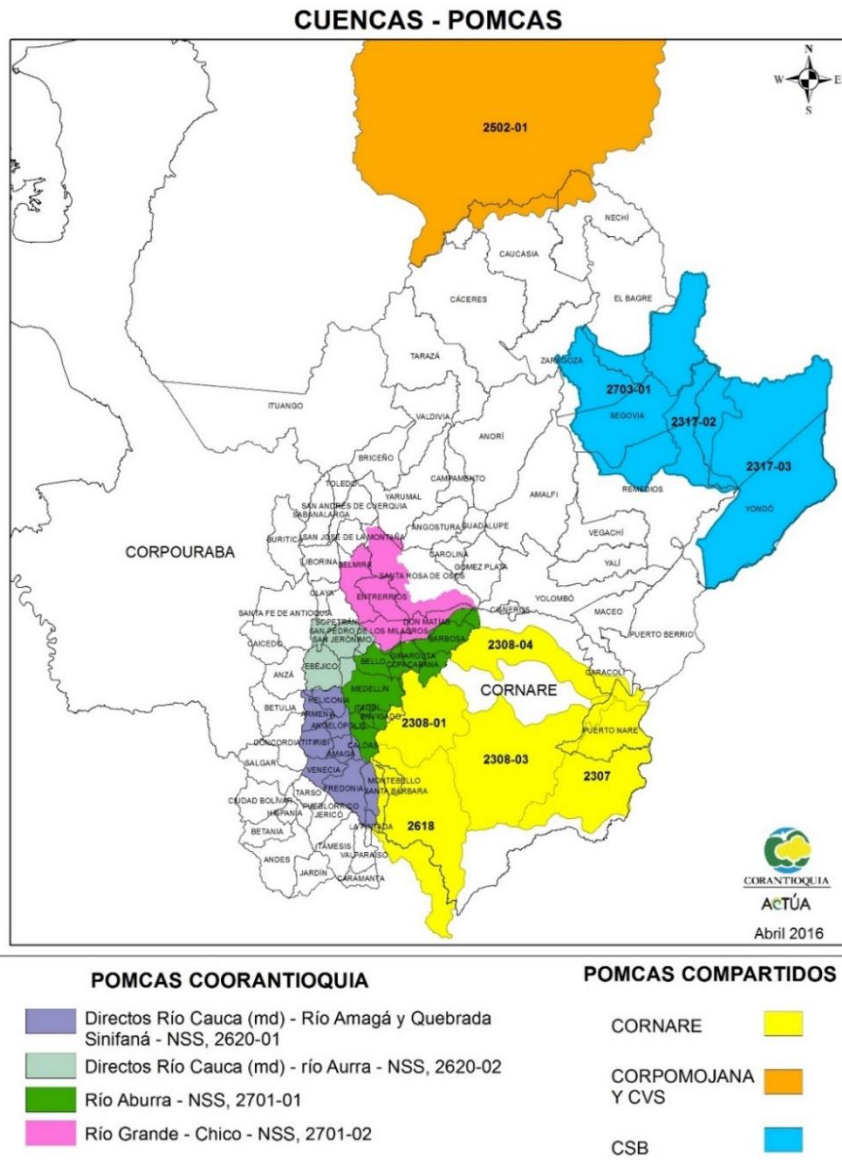 CUENCAS - POMCAS
N
W E
S
2502-01
NECHÍ
CAUCASIA
EL BAGRE
CÁCERES
TARAZÁ
ZARAGOZA
2703-01
ITUANGO
SEGOVIA
VALDIVIA
2317-02
ANORÍ
BRICEÑO
2317-03
TOLEDO
CAMPAMENTO
YARUMAL
REMEDIOS
AMALFI
SAN ANDRÉS DE CUERQUIA
SABANALARGA
YONDÓ
ANGOSTURA
GUADALUPE
VEGACHÍ
BURITICÁ
SAN JOSÉ DE LA MONTAÑA
CORPOURABA
CAROLINA
LIBORINA
BELMIRA
GÓMEZ PLATA
YALÍ
SANTA ROSA DE OSOS
OLAYA
ENTRERRÍOS
YOLOMBÓ
CISNEROS
MACEO
SANTA FE DE ANTIOQUIA
SOPETRÁN
DON MATÍAS
SAN PEDRO DE LOS MILAGROS
SAN JERÓNIMO
BARBOSA
PUERTO BERRIO
CAICEDO
2308-04
GIRARDOTA
EBÉJICO
BELLO
COPACABANA
CARACOLÍ
ANZÁ
MEDELLÍN
CORNARE
HELICONIA
BETULIA
ARMENIA
ITAGÜÍ
ENVIGADO
ANGELÓPOLIS
2308-01
PUERTO NARE
CONCORDIA
TITIRIBÍ
CALDAS
AMAGÁ
SALGAR
2308-03
VENECIA
2307
MONTEBELLO
FREDONIA
SANTA BÁRBARA
TARSO
CIUDAD BOLÍVAR
PUEBLORRICO
HISPANIA
JERICÓ
LA PINTADA
2618
BETANIA
TÁMESIS
VALPARAÍSO
ANDES
JARDÍN
CARAMANTA
CORANTIOQUIA
ACTÚA
Abril 2016
POMCAS COORANTIOQUIA
Directos Río Cauca (md) - Río Amagá y Quebrada
Sinifaná - NSS, 2620-01
Directos Río Cauca (md) - río Aurra - NSS, 2620-02
Río Aburra - NSS, 2701-01
Río Grande - Chico - NSS, 2701-02
POMCAS COMPARTIDOS
CORNARE
CORPOMOJANA
Y CVS
CSB